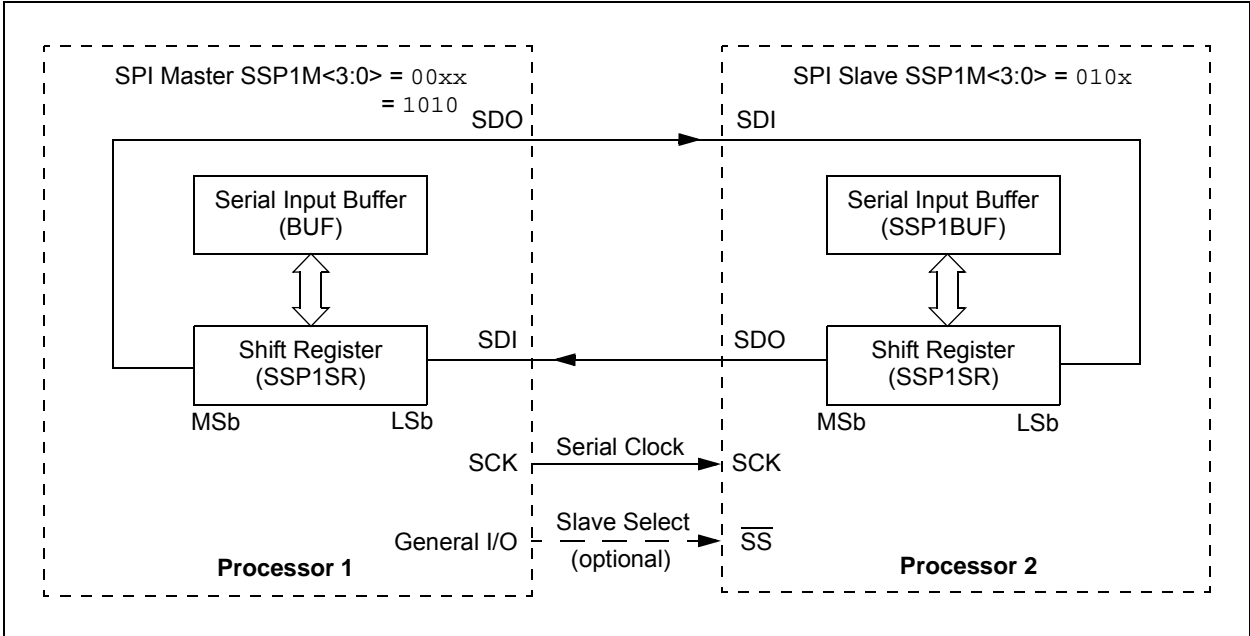 SPI Master SSP1M<3:0> = 00xx
= 1010
SPI Slave SSP1M<3:0> = 010x
SDO
SDI
Serial Input Buffer
(BUF)
Serial Input Buffer
(SSP1BUF)
SDI
SDO
Shift Register
(SSP1SR)
Shift Register
(SSP1SR)
MSb
LSb
MSb
LSb
SCK
Serial Clock
SCK
General I/O
Slave Select
(optional)
SS
Processor 1
Processor 2